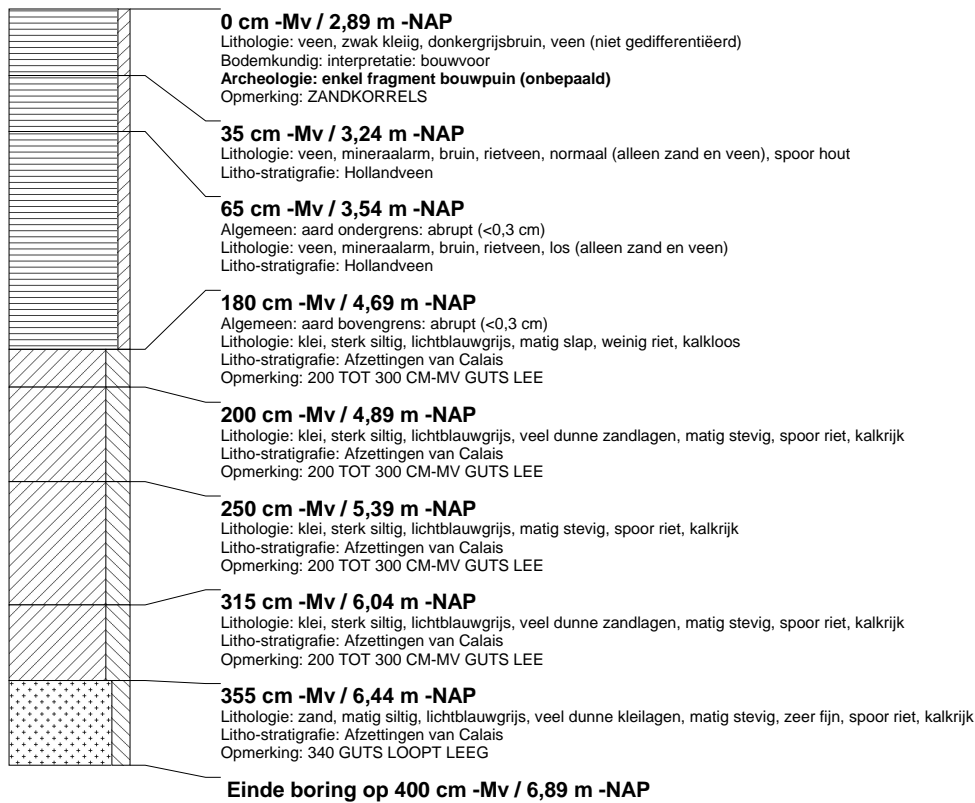 0 cm -Mv / 2,89 m -NAP
Lithologie: veen, zwak kleiig, donkergrijsbruin, veen (niet gedifferentiëerd)
Bodemkundig: interpretatie: bouwvoor
Archeologie: enkel fragment bouwpuin (onbepaald)
Opmerking: ZANDKORRELS
35 cm -Mv / 3,24 m -NAP
Lithologie: veen, mineraalarm, bruin, rietveen, normaal (alleen zand en veen), spoor hout
Litho-stratigrafie: Hollandveen
65 cm -Mv / 3,54 m -NAP
Algemeen: aard ondergrens: abrupt (<0,3 cm)
Lithologie: veen, mineraalarm, bruin, rietveen, los (alleen zand en veen)
Litho-stratigrafie: Hollandveen
180 cm -Mv / 4,69 m -NAP
Algemeen: aard bovengrens: abrupt (<0,3 cm)
Lithologie: klei, sterk siltig, lichtblauwgrijs, matig slap, weinig riet, kalkloos
Litho-stratigrafie: Afzettingen van Calais
Opmerking: 200 TOT 300 CM-MV GUTS LEE
200 cm -Mv / 4,89 m -NAP
Lithologie: klei, sterk siltig, lichtblauwgrijs, veel dunne zandlagen, matig stevig, spoor riet, kalkrijk
Litho-stratigrafie: Afzettingen van Calais
Opmerking: 200 TOT 300 CM-MV GUTS LEE
250 cm -Mv / 5,39 m -NAP
Lithologie: klei, sterk siltig, lichtblauwgrijs, matig stevig, spoor riet, kalkrijk
Litho-stratigrafie: Afzettingen van Calais
Opmerking: 200 TOT 300 CM-MV GUTS LEE
315 cm -Mv / 6,04 m -NAP
Lithologie: klei, sterk siltig, lichtblauwgrijs, veel dunne zandlagen, matig stevig, spoor riet, kalkrijk
Litho-stratigrafie: Afzettingen van Calais
Opmerking: 200 TOT 300 CM-MV GUTS LEE
355 cm -Mv / 6,44 m -NAP
Lithologie: zand, matig siltig, lichtblauwgrijs, veel dunne kleilagen, matig stevig, zeer fijn, spoor riet, kalkrijk
Litho-stratigrafie: Afzettingen van Calais
Opmerking: 340 GUTS LOOPT LEEG
Einde boring op 400 cm -Mv / 6,89 m -NAP